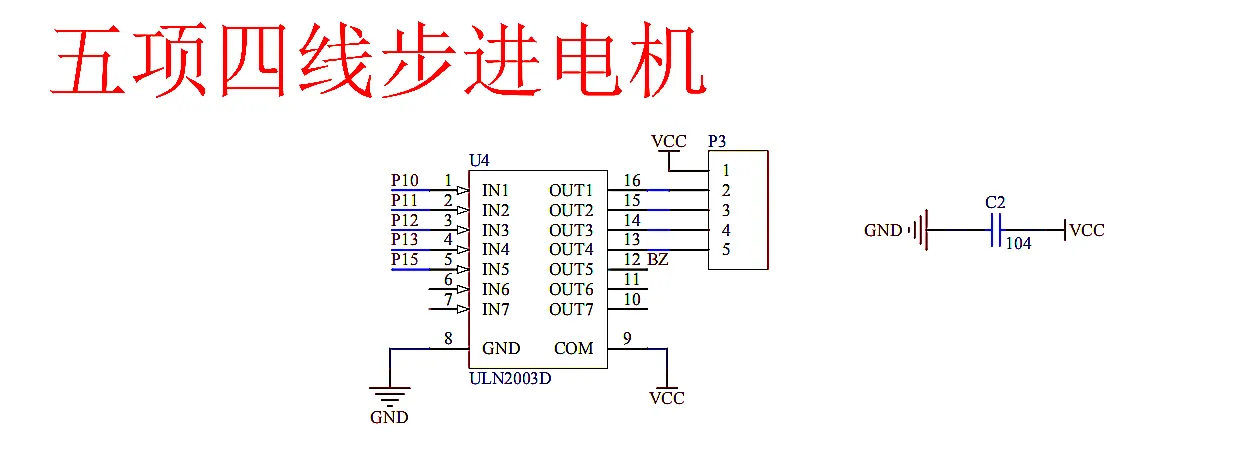 五项四线步进电机
VCC P3
U4
P10 1 IN1 OUT1 16 1
P11 2 IN2 OUT2 15 2
P12 3 IN3 OUT3 14 3
P13 4 IN4 OUT4 13 4
P15 5 IN5 OUT5 12 BZ 5
6 IN6 OUT6 11
7 IN7 OUT7 10
8 GND COM 9
ULN2003D
GND
VCC
C2
GND 104 VCC